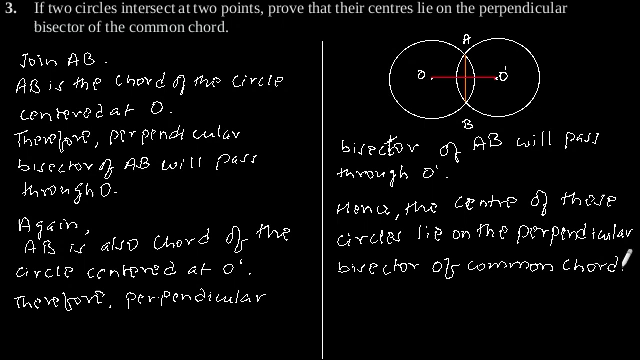 3. If two circles intersect at two points, prove that their centres lie on the perpendicular
bisector of the common chord.
Join AB.
AB is the chord of the circle
centered at O.
Therefore, perpendicular
bisector of AB will pass
through O.
Again,
AB is also chord of the
circle centered at O'.
Therefore, perpendicular
A
O
O'
B
bisector of AB will pass
through O'.
Hence, the centre of these
circles lie on the perpendicular
bisector of common chord.